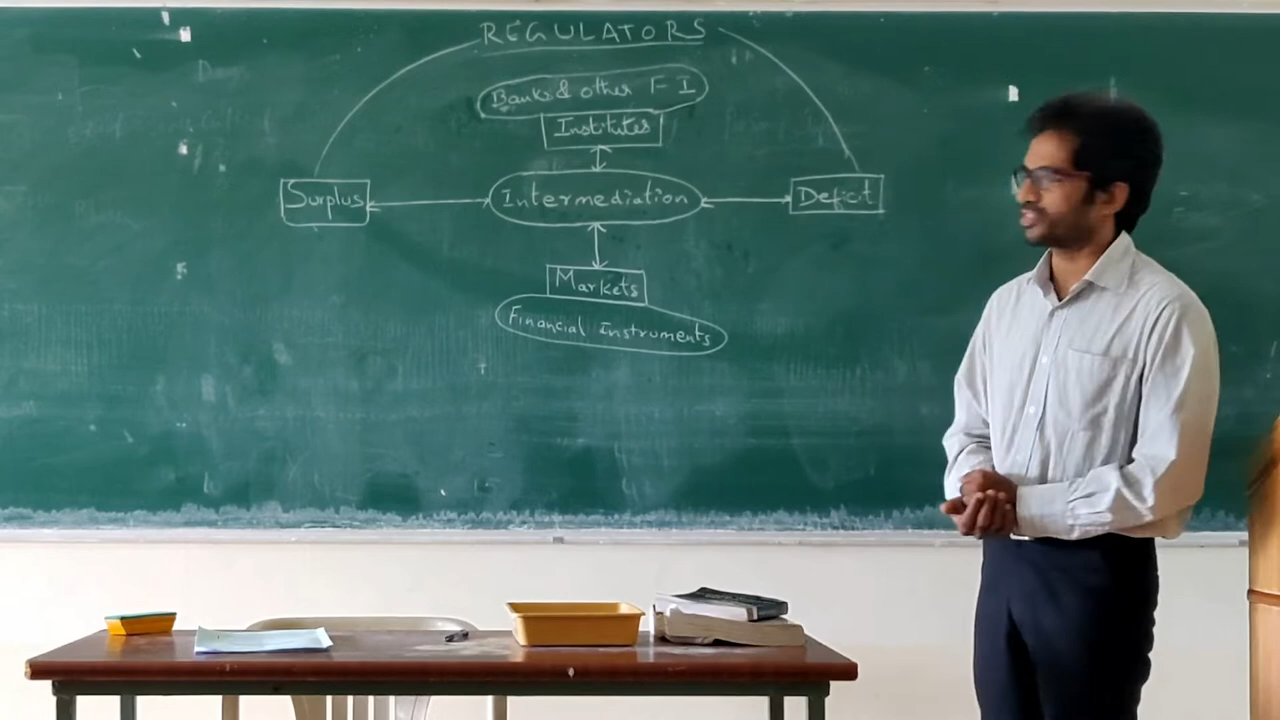 REGULATORS
Banks & other F I
Institutes
Surplus
Intermediation
Deficit
Markets
Financial Instruments